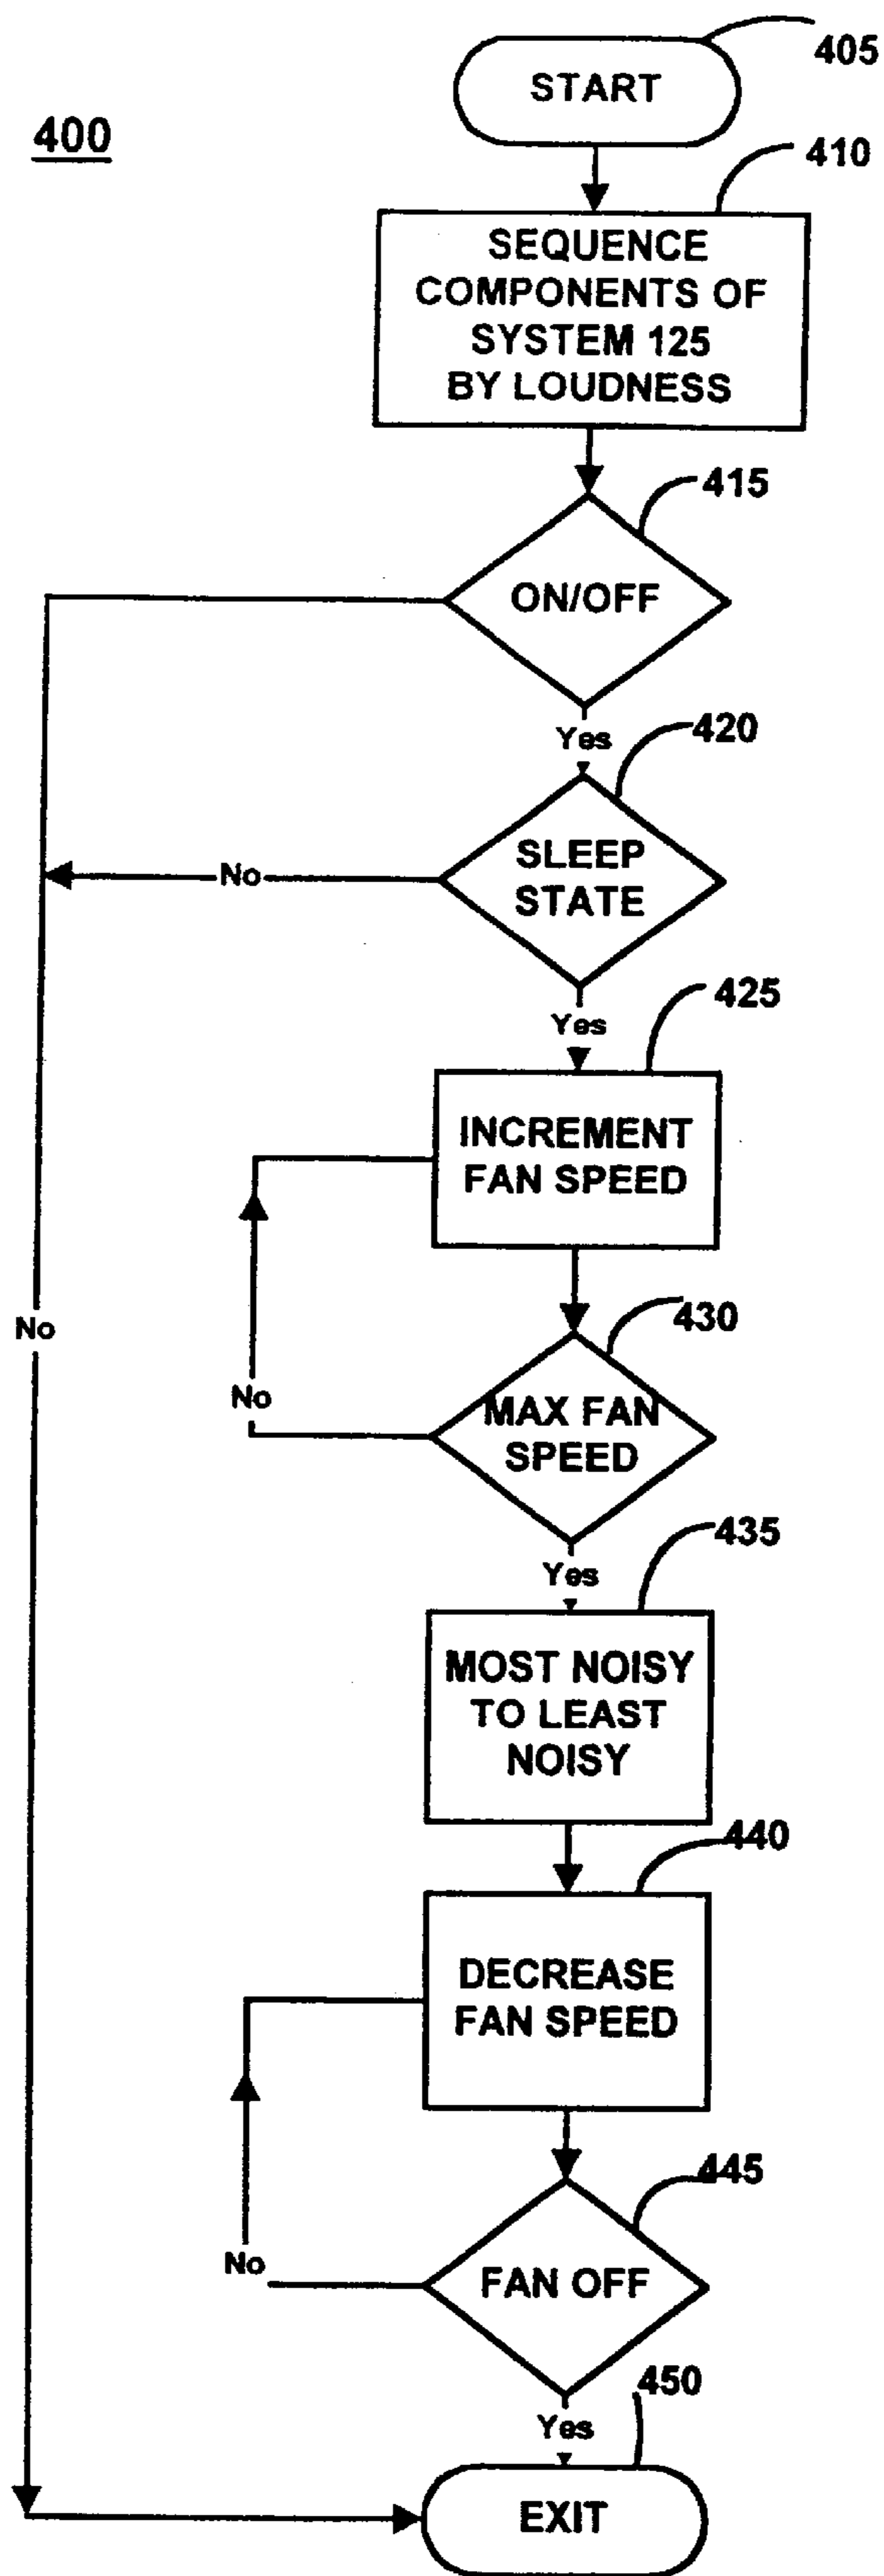 405
START
400
410
SEQUENCE
COMPONENTS OF
SYSTEM 125
BY LOUDNESS
415
ON/OFF
Yes
420
SLEEP
STATE
No
Yes
425
INCREMENT
FAN SPEED
No
430
MAX FAN
SPEED
No
Yes
435
MOST NOISY
TO LEAST
NOISY
440
DECREASE
FAN SPEED
445
FAN OFF
No
Yes
450
EXIT